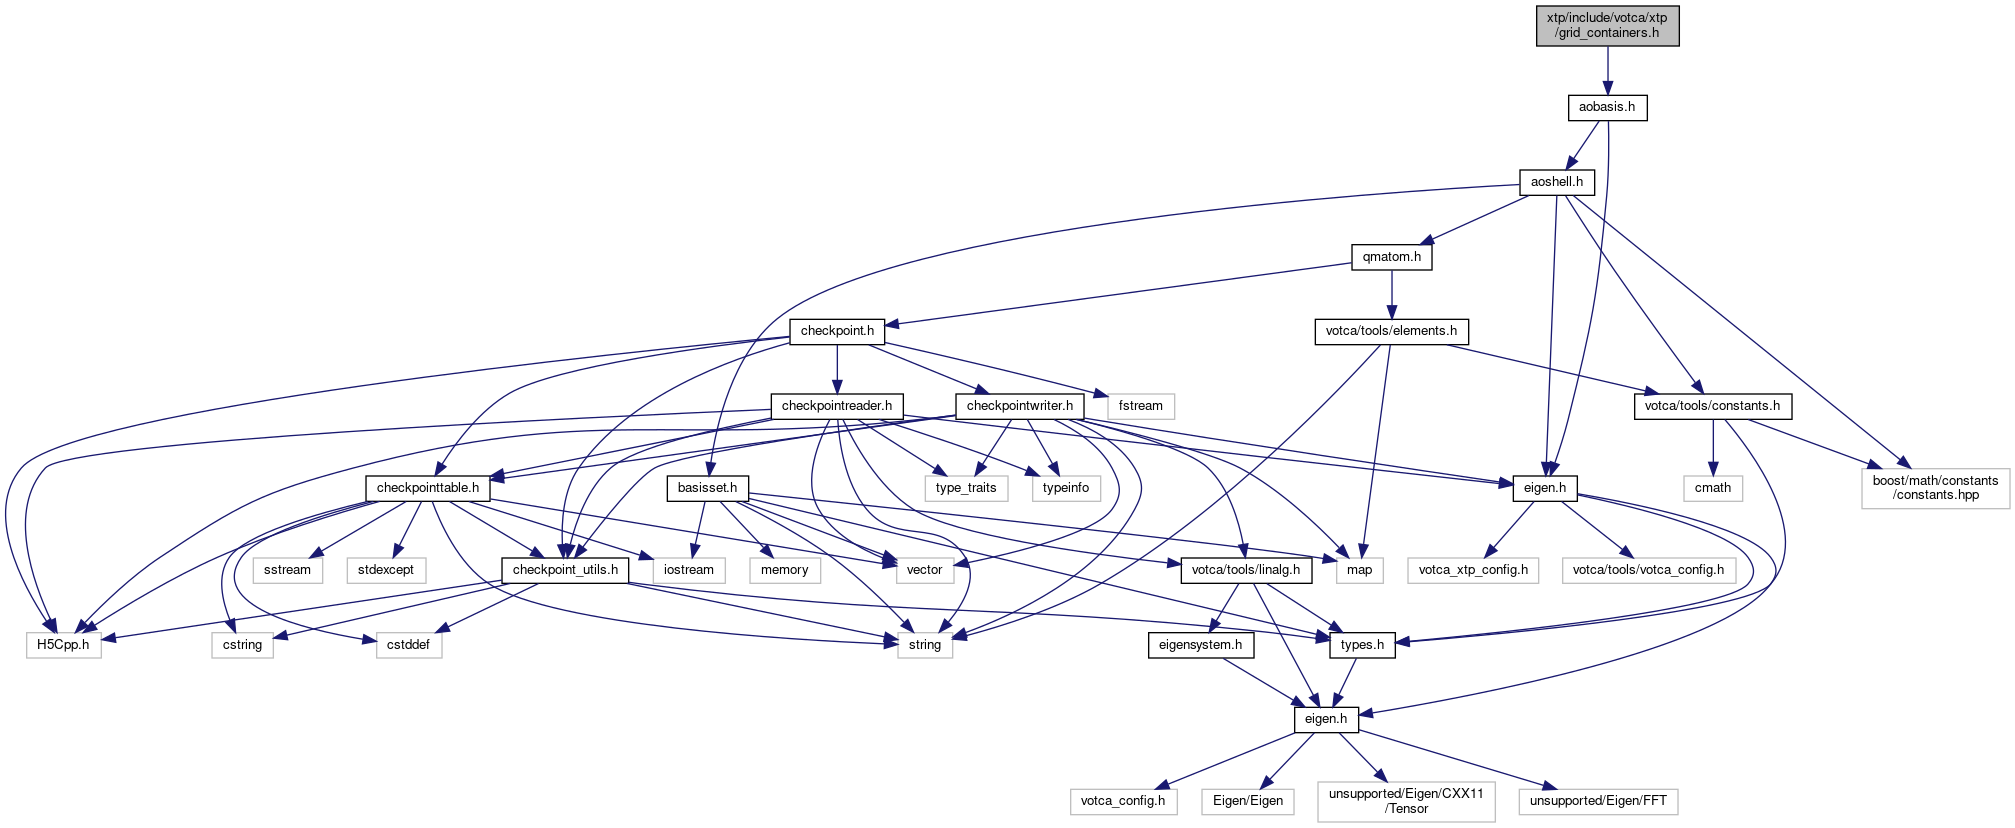 xtp/include/votca/xtp
/grid_containers.h
aobasis.h
aoshell.h
qmatom.h
checkpoint.h
votca/tools/elements.h
checkpointreader.h
checkpointwriter.h
fstream
votca/tools/constants.h
checkpointtable.h
basisset.h
type_traits
typeinfo
eigen.h
cmath
boost/math/constants
/constants.hpp
sstream
stdexcept
checkpoint_utils.h
iostream
memory
vector
votca/tools/linalg.h
map
votca_xtp_config.h
votca/tools/votca_config.h
H5Cpp.h
cstring
cstddef
string
eigensystem.h
types.h
eigen.h
votca_config.h
Eigen/Eigen
unsupported/Eigen/CXX11
/Tensor
unsupported/Eigen/FFT